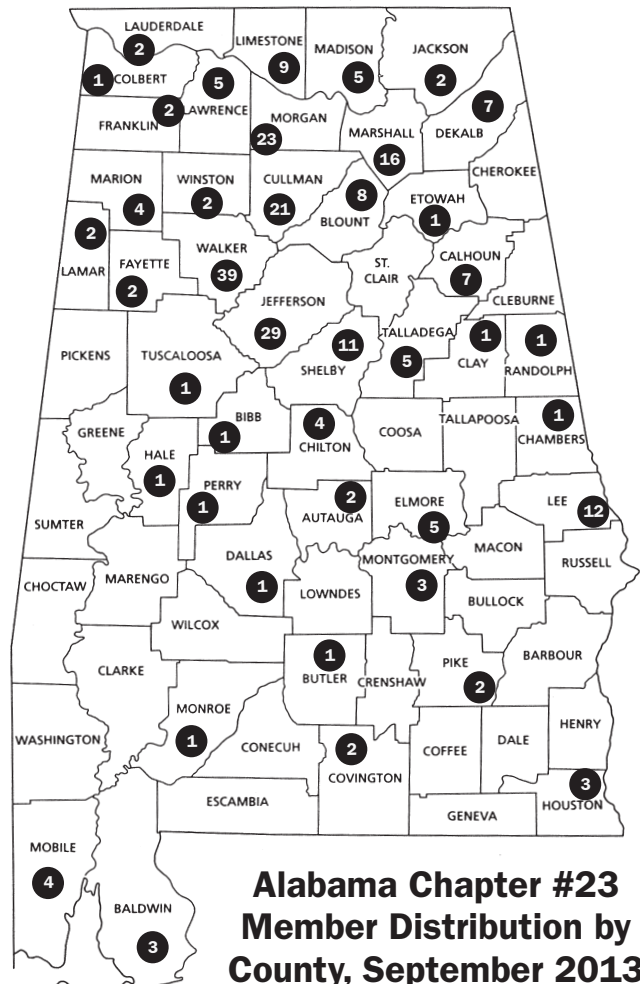 LAUDERDALE
2
LIMESTONE
9
MADISON
5
JACKSON
2
1
COLBERT
5
LAWRENCE
7
DEKALB
2
FRANKLIN
MORGAN
23
MARSHALL
16
CHEROKEE
MARION
4
WINSTON
2
CULLMAN
21
8
BLOUNT
ETOWAH
1
2
LAMAR
FAYETTE
2
WALKER
39
ST.
CLAIR
CALHOUN
7
CLEBURNE
JEFFERSON
29
11
SHELBY
TALLADEGA
5
1
CLAY
1
RANDOLPH
PICKENS
TUSCALOOSA
1
BIBB
1
4
CHILTON
COOSA
TALLAPOOSA
1
CHAMBERS
GREENE
HALE
1
PERRY
1
2
AUTAUGA
ELMORE
5
LEE
12
SUMTER
DALLAS
1
MONTGOMERY
3
MACON
RUSSELL
CHOCTAW
MARENGO
LOWNDES
BULLOCK
WILCOX
CLARKE
1
BUTLER
CRENSHAW
PIKE
2
BARBOUR
MONROE
1
WASHINGTON
CONECUH
2
COVINGTON
COFFEE
DALE
HENRY
ESCAMBIA
GENEVA
3
HOUSTON
MOBILE
4
BALDWIN
3
Alabama Chapter #23
Member Distribution by
County, September 2013